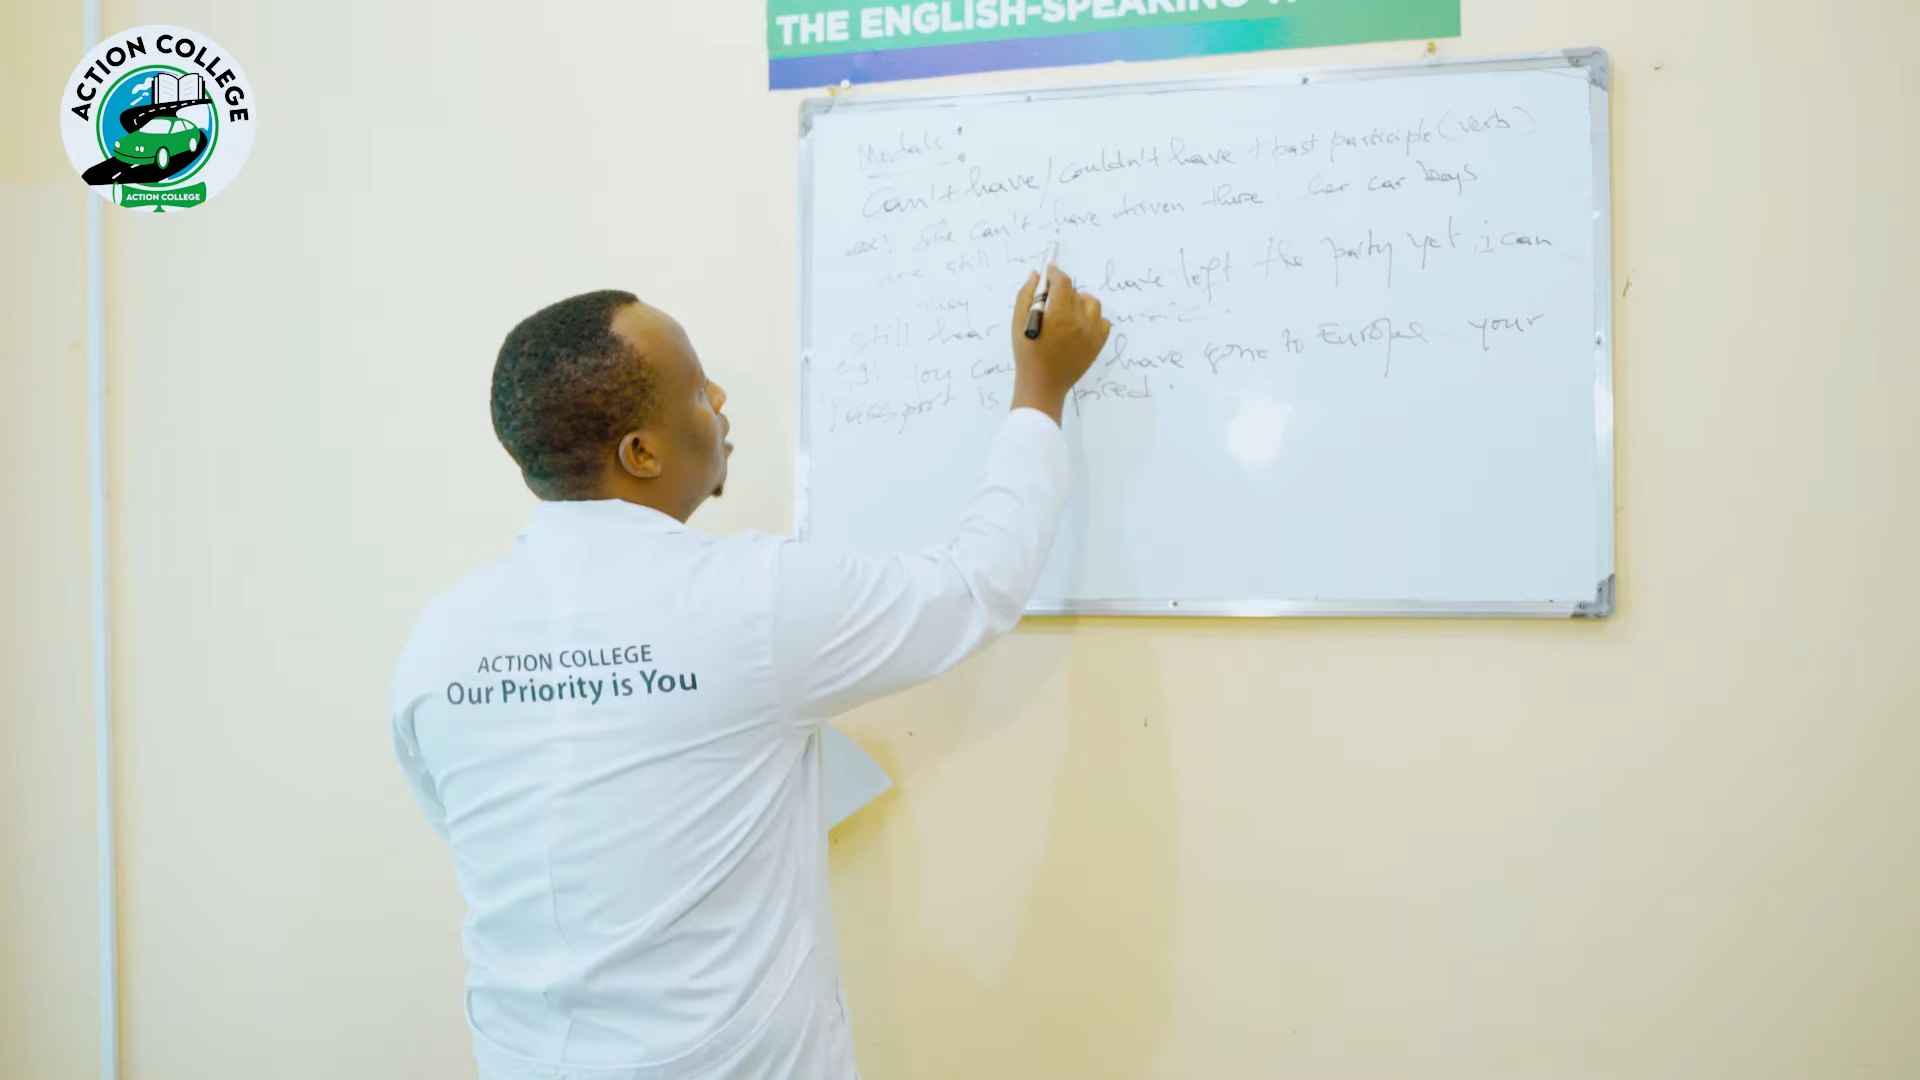 ACTION COLLEGE
ACTION COLLEGE
THE ENGLISH-SPEAKING
Modals:
Can't have/couldn't have + past participle (verb)
She can't have driven there. her car keys
are still
they have left the party yet i can
still hear
e.g: you have gone to Europe your
passport is
ACTION COLLEGE
Our Priority is You